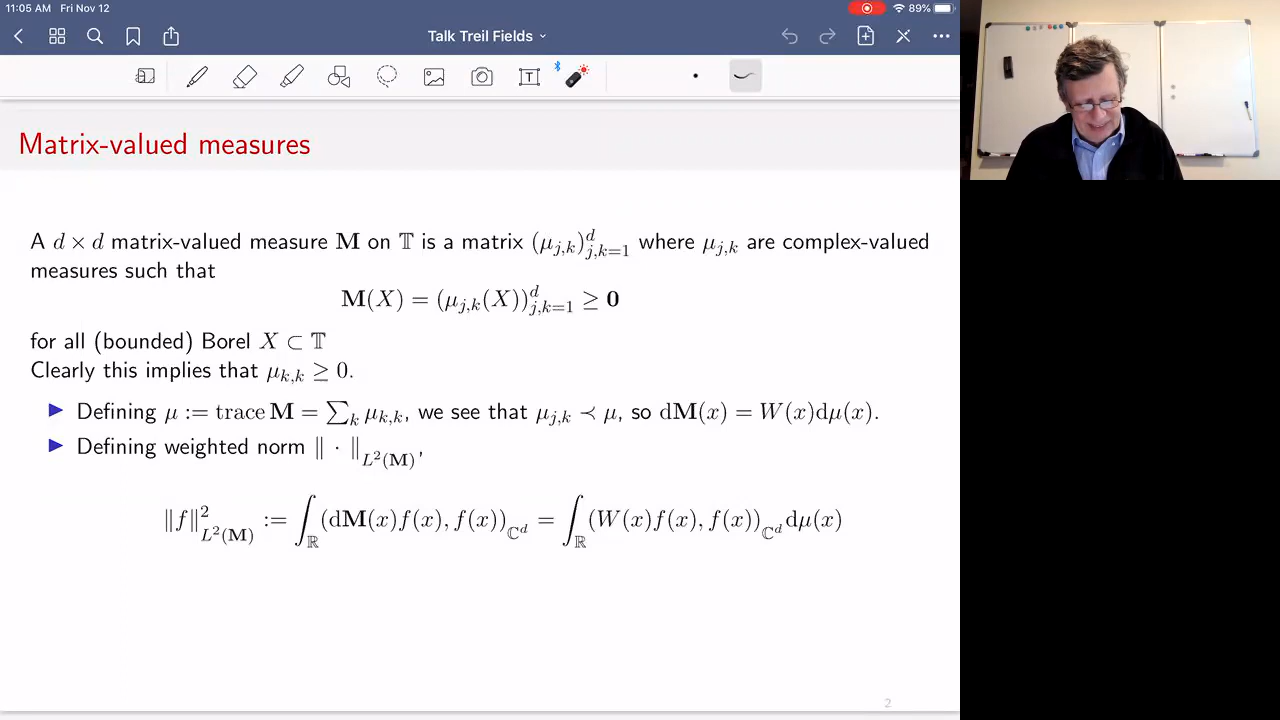 11:05 AM Fri Nov 12
89%
Talk Treil Fields
Matrix-valued measures
A d × d matrix-valued measure M on 𝕋 is a matrix (μ_{j,k})^d_{j,k=1} where μ_{j,k} are complex-valued
measures such that
M(X) = (μ_{j,k}(X))^d_{j,k=1} ≥ 0
for all (bounded) Borel X ⊂ 𝕋
Clearly this implies that μ_{k,k} ≥ 0.
▶ Defining μ := trace M = ∑_k μ_{k,k}, we see that μ_{j,k} ≺ μ, so dM(x) = W(x)dμ(x).
▶ Defining weighted norm ‖ · ‖_{L²(M)},
‖f‖²_{L²(M)} := ∫_ℝ (dM(x)f(x), f(x))_{ℂ^d} = ∫_ℝ (W(x)f(x), f(x))_{ℂ^d} dμ(x)
2